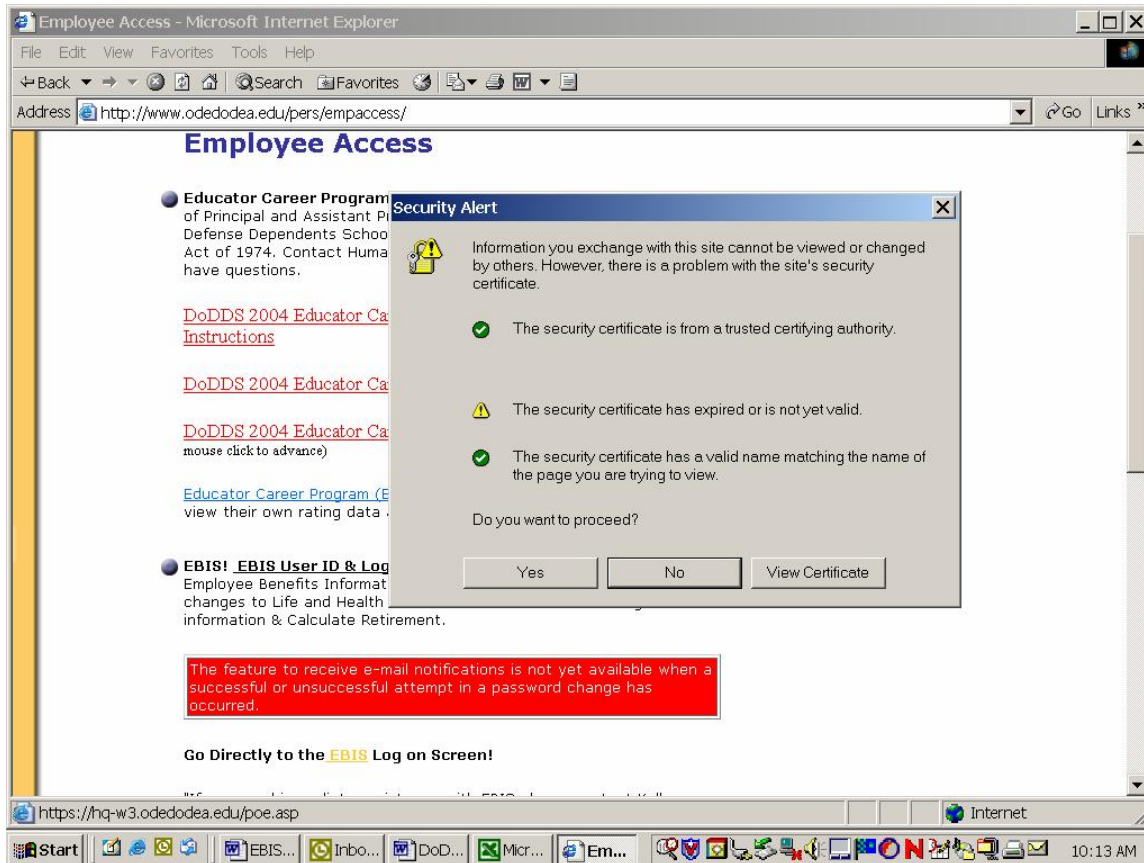 Employee Access - Microsoft Internet Explorer
File Edit View Favorites Tools Help
Back Search Favorites
Address http://www.odedodea.edu/pers/empaccess/ Go Links »
Employee Access
Educator Career Program
of Principal and Assistant
Defense Dependents Schoo
Act of 1974. Contact Huma
have questions.
DoDDS 2004 Educator Ca
Instructions
DoDDS 2004 Educator Ca
DoDDS 2004 Educator Ca
mouse click to advance)
Educator Career Program (E
view their own rating data
EBIS! EBIS User ID & Log
Employee Benefits Informat
changes to Life and Health
information & Calculate Retirement.
Security Alert
Information you exchange with this site cannot be viewed or changed
by others. However, there is a problem with the site's security
certificate.
The security certificate is from a trusted certifying authority.
The security certificate has expired or is not yet valid.
The security certificate has a valid name matching the name of
the page you are trying to view.
Do you want to proceed?
Yes No View Certificate
The feature to receive e-mail notifications is not yet available when a
successful or unsuccessful attempt in a password change has
occurred.
Go Directly to the EBIS Log on Screen!
https://hq-w3.odedodea.edu/poe.asp Internet
Start EBIS... Inbo... DoD... Micr... Em... 10:13 AM